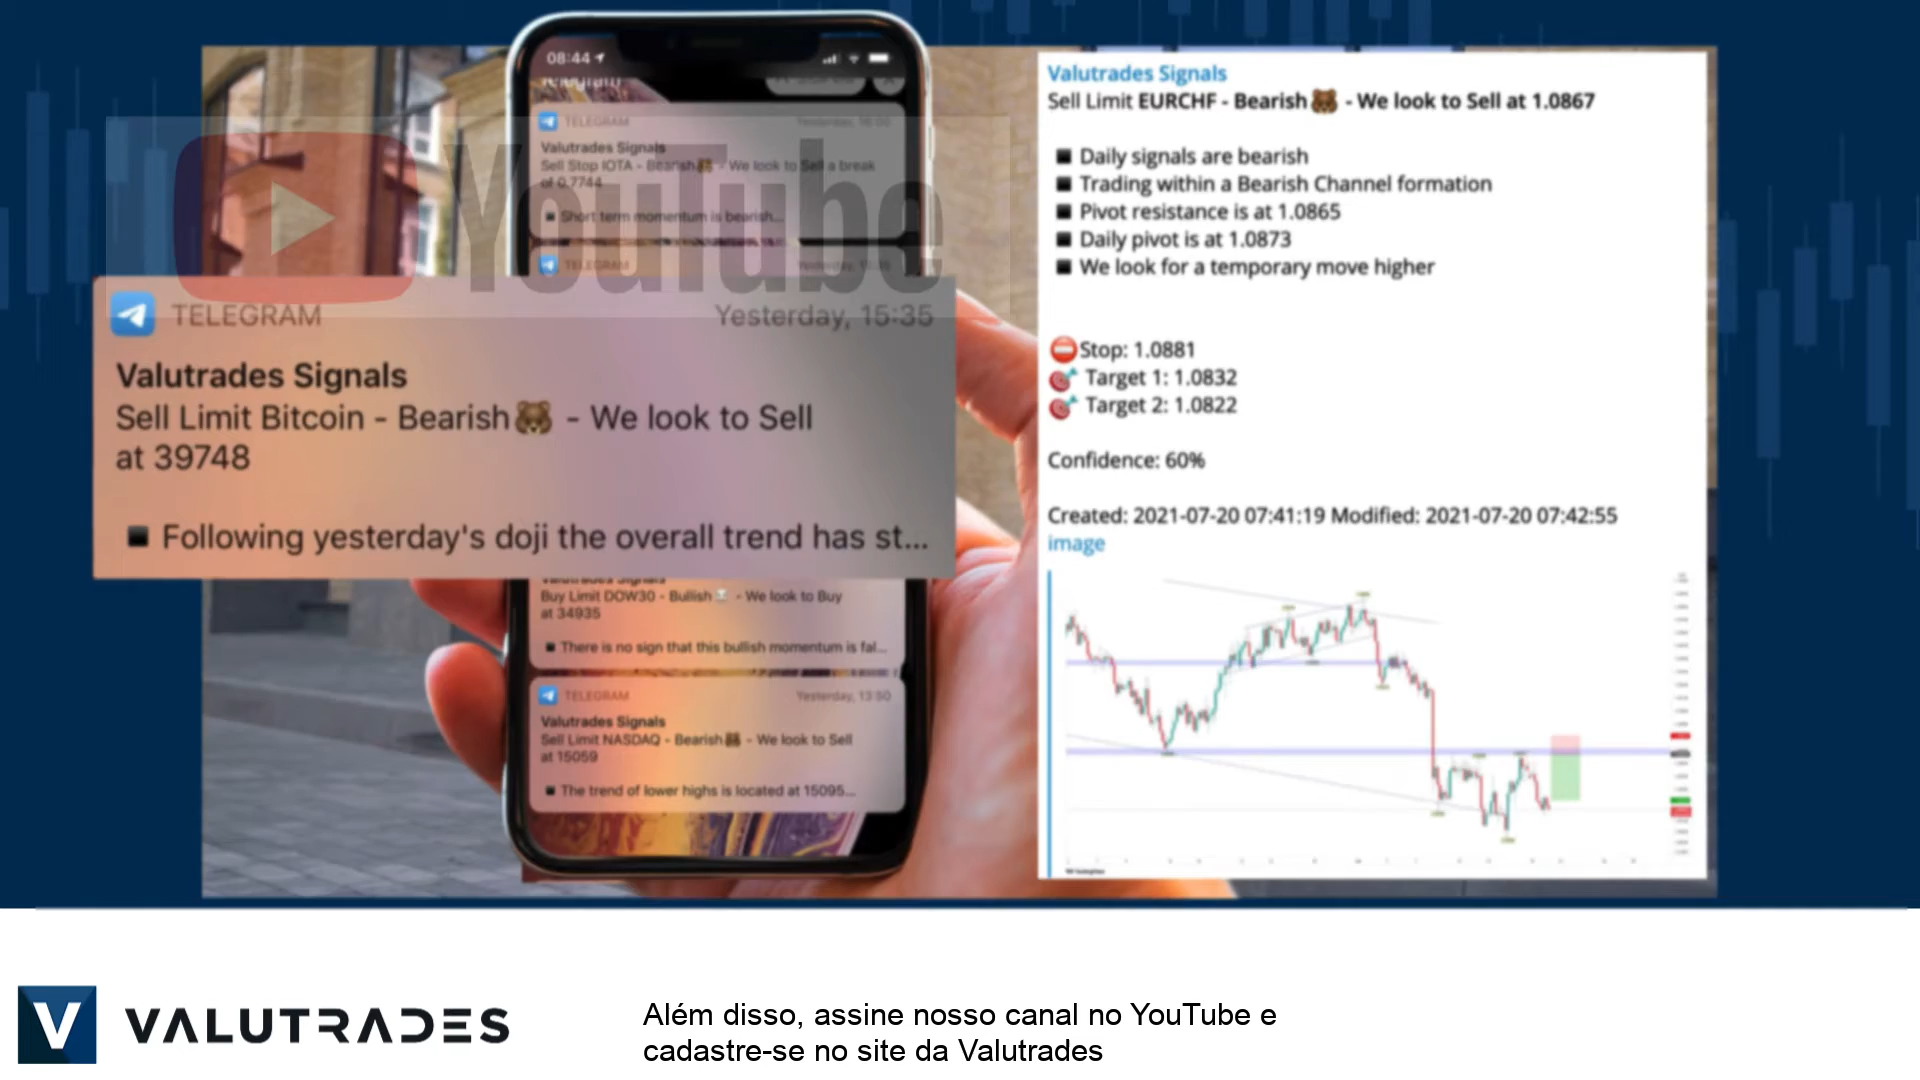 08:44
TELEGRAM Yesterday,
Valutrades Signals
Sell Stop IOTA - Bearish🐻 - We look to Sell a break
of 0.7744
■ Short term momentum is bearish...
YouTube
TELEGRAM
TELEGRAM Yesterday, 15:35
Valutrades Signals
Sell Limit Bitcoin - Bearish🐻 - We look to Sell
at 39748
■ Following yesterday's doji the overall trend has st...
Valutrades Signals
Buy Limit DOW30 - Bullish - We look to Buy
at 34935
■ There is no sign that this bullish momentum is fal...
TELEGRAM Yesterday, 13:50
Valutrades Signals
Sell Limit NASDAQ - Bearish🐻 - We look to Sell
at 15059
■ The trend of lower highs is located at 15095...
Valutrades Signals
Sell Limit EURCHF - Bearish🐻 - We look to Sell at 1.0867
■ Daily signals are bearish
■ Trading within a Bearish Channel formation
■ Pivot resistance is at 1.0865
■ Daily pivot is at 1.0873
■ We look for a temporary move higher
⛔Stop: 1.0881
🎯 Target 1: 1.0832
🎯 Target 2: 1.0822
Confidence: 60%
Created: 2021-07-20 07:41:19 Modified: 2021-07-20 07:42:55
image
V VALUTRADES
Além disso, assine nosso canal no YouTube e
cadastre-se no site da Valutrades